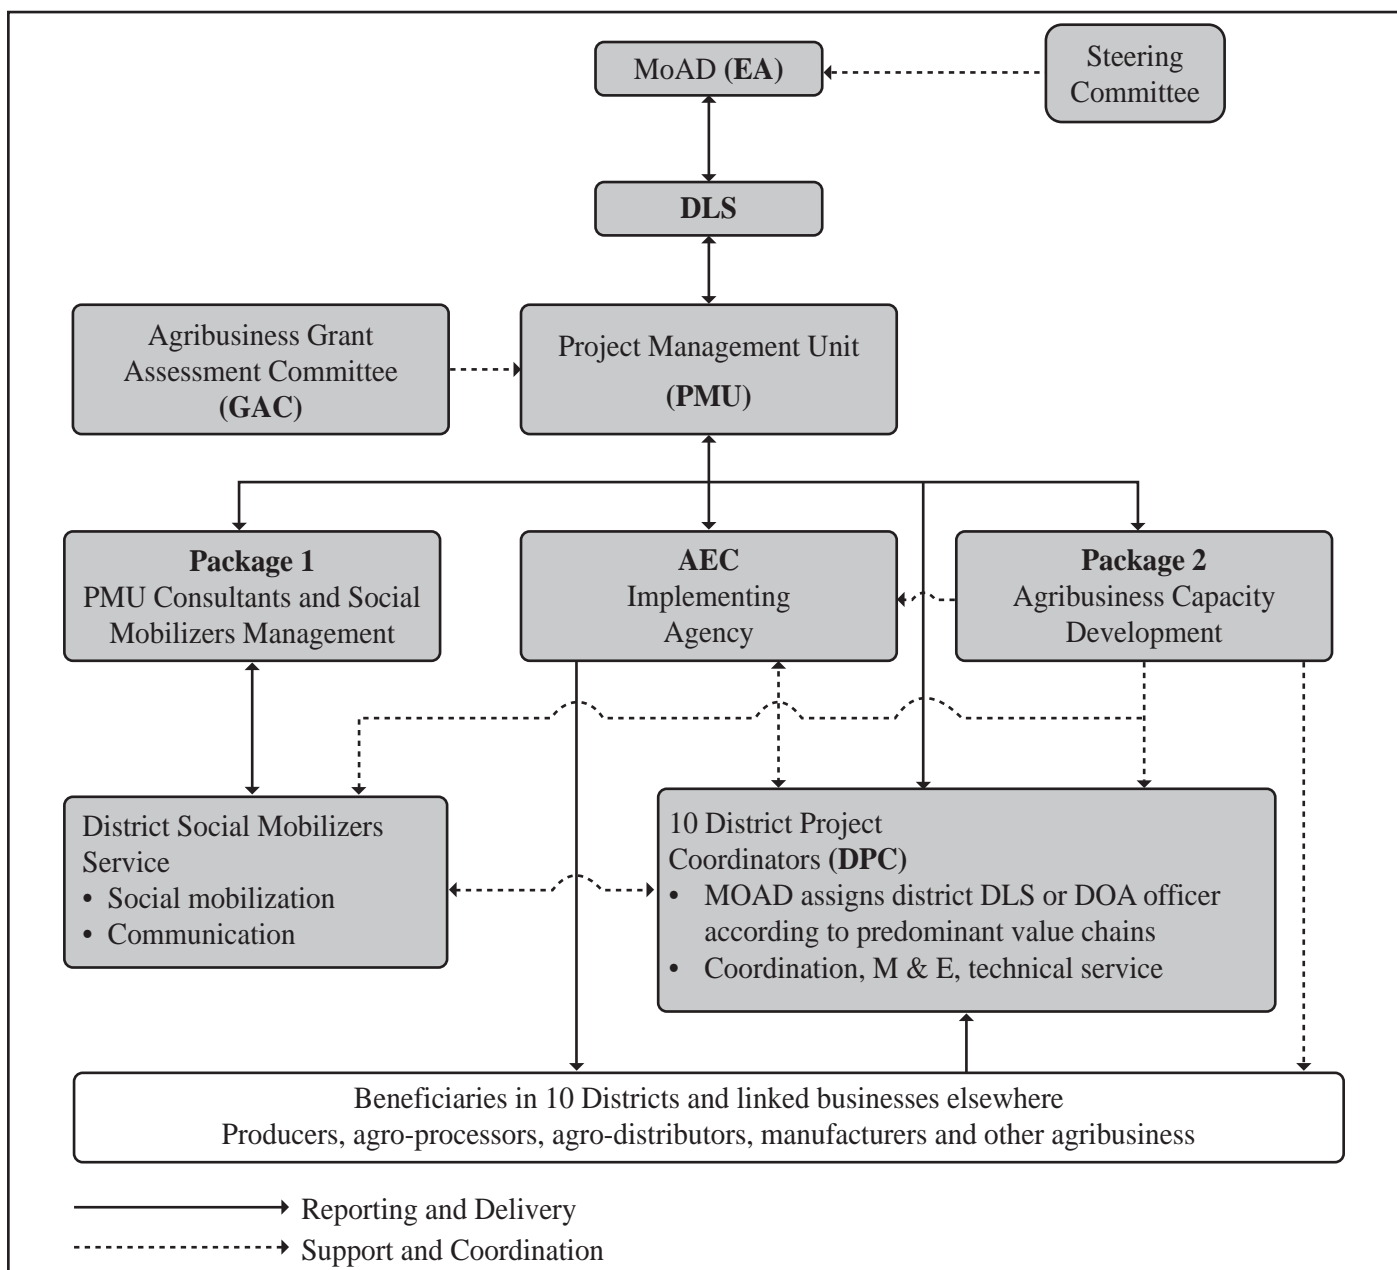 MoAD (EA)
Steering
Committee
DLS
Agribusiness Grant
Assessment Committee
(GAC)
Project Management Unit
(PMU)
Package 1
PMU Consultants and Social
Mobilizers Management
AEC
Implementing
Agency
Package 2
Agribusiness Capacity
Development
District Social Mobilizers
Service
• Social mobilization
• Communication
10 District Project
Coordinators (DPC)
• MOAD assigns district DLS or DOA officer
according to predominant value chains
• Coordination, M & E, technical service
Beneficiaries in 10 Districts and linked businesses elsewhere
Producers, agro-processors, agro-distributors, manufacturers and other agribusiness
Reporting and Delivery
Support and Coordination